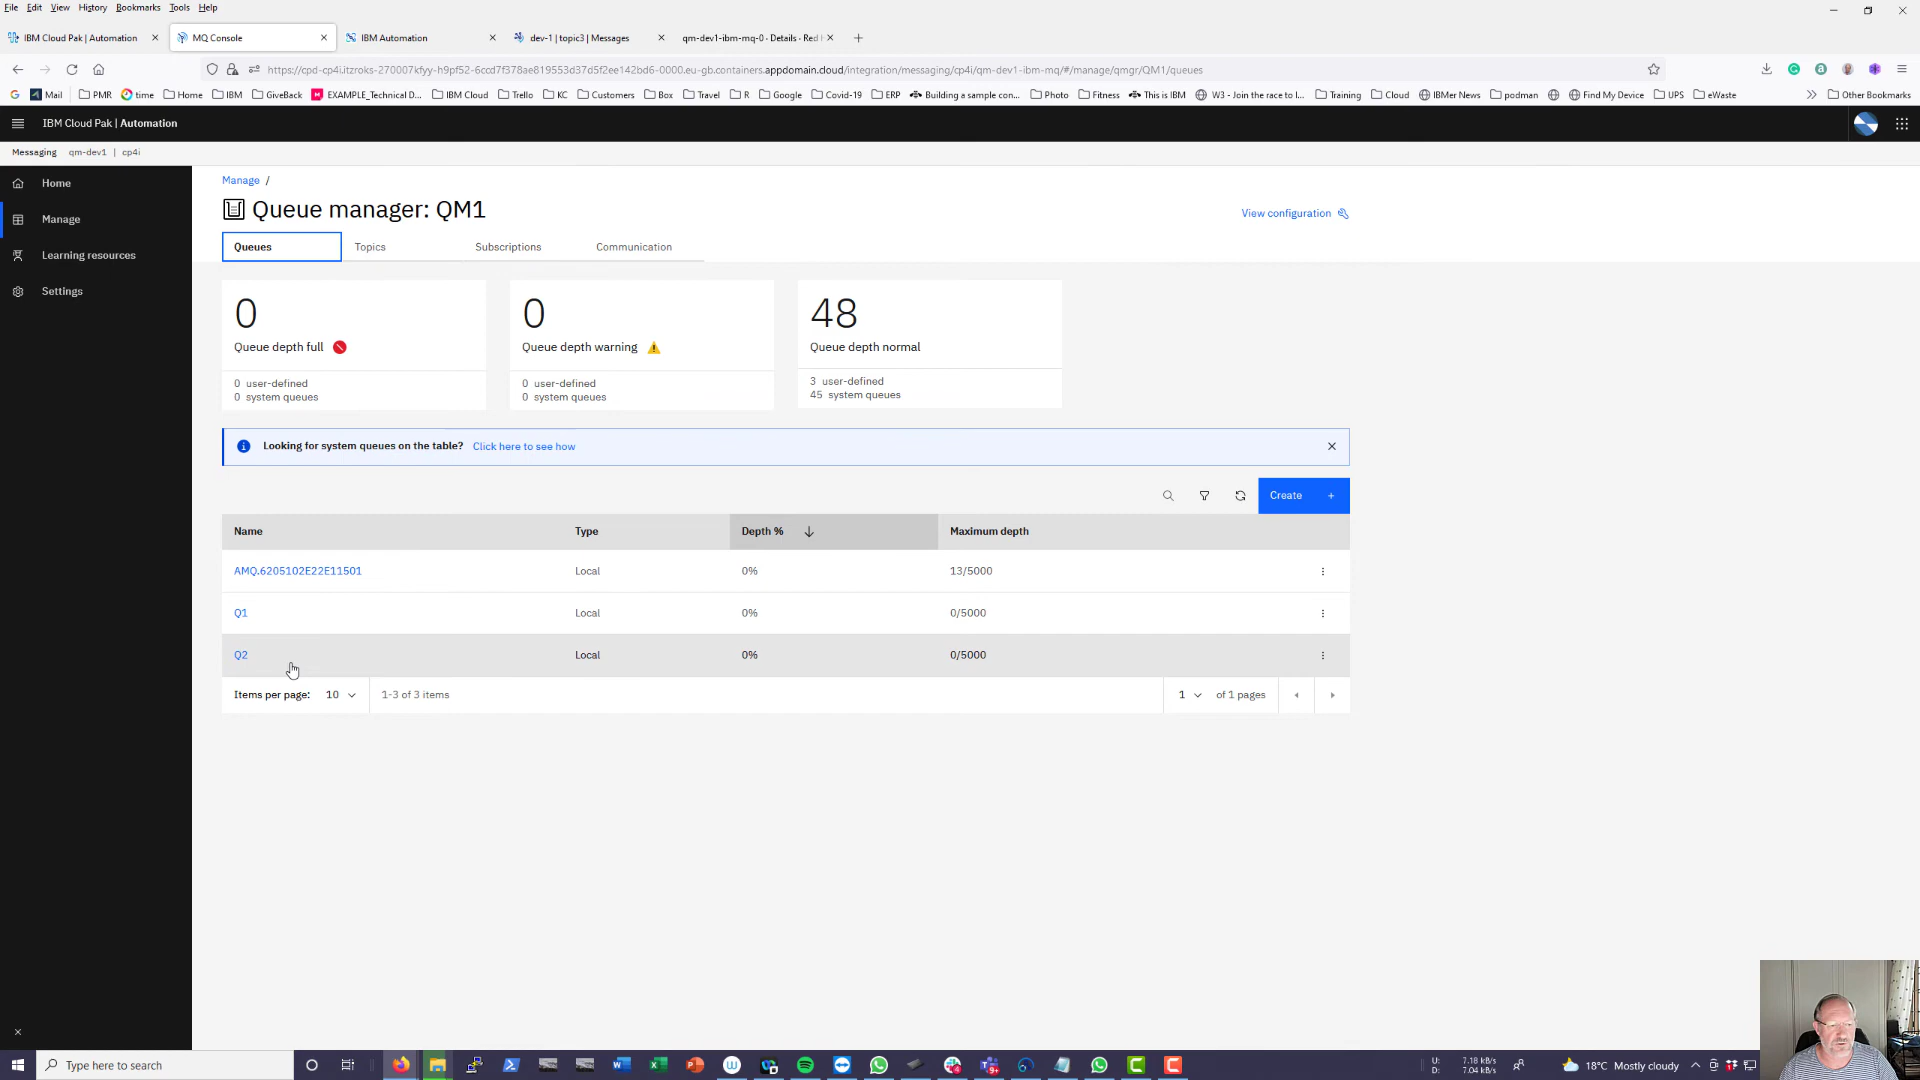 File Edit View History Bookmarks Tools Help
IBM Cloud Pak | Automation
MQ Console
IBM Automation
dev-1 | topic3 | Messages
qm-dev1-ibm-mq-0 · Details · Red H
https://cpd-cp4i.itzroks-270007kfyy-h9pf52-6ccd7f378ae819553d37d5f2ee142bd6-0000.eu-gb.containers.appdomain.cloud/integration/messaging/cp4i/qm-dev1-ibm-mq/#/manage/qmgr/QM1/queues
Mail PMR time Home IBM GiveBack EXAMPLE_Technical D... IBM Cloud Trello KC Customers Box Travel R Google Covid-19 ERP Building a sample con... Photo Fitness This is IBM W3 - Join the race to l... Training Cloud IBMer News podman Find My Device UPS eWaste Other Bookmarks
IBM Cloud Pak | Automation
Messaging qm-dev1 | cp4i
Home
Manage
Learning resources
Settings
Manage /
Queue manager: QM1
View configuration
Queues Topics Subscriptions Communication
0 0 48
Queue depth full Queue depth warning Queue depth normal
0 user-defined 0 user-defined 3 user-defined
0 system queues 0 system queues 45 system queues
Looking for system queues on the table? Click here to see how
Create +
Name Type Depth % Maximum depth
AMQ.6205102E22E11501 Local 0% 13/5000
Q1 Local 0% 0/5000
Q2 Local 0% 0/5000
Items per page: 10 1-3 of 3 items 1 of 1 pages
Type here to search
U: 7.18 kB/s
D: 7.04 kB/s
18°C Mostly cloudy